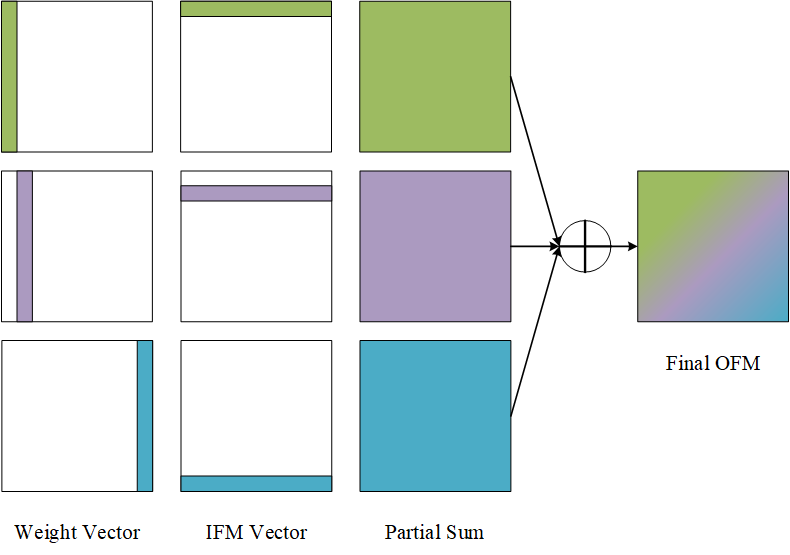 Final OFM
Weight Vector
IFM Vector
Partial Sum